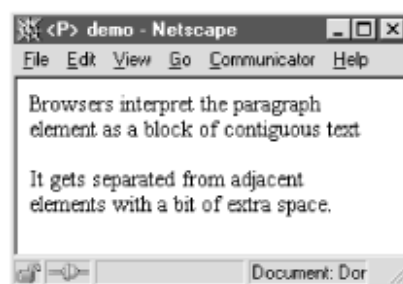 <P> demo - Netscape
File Edit View Go Communicator Help
Browsers interpret the paragraph
element as a block of contiguous text
It gets separated from adjacent
elements with a bit of extra space.
Document: Dor